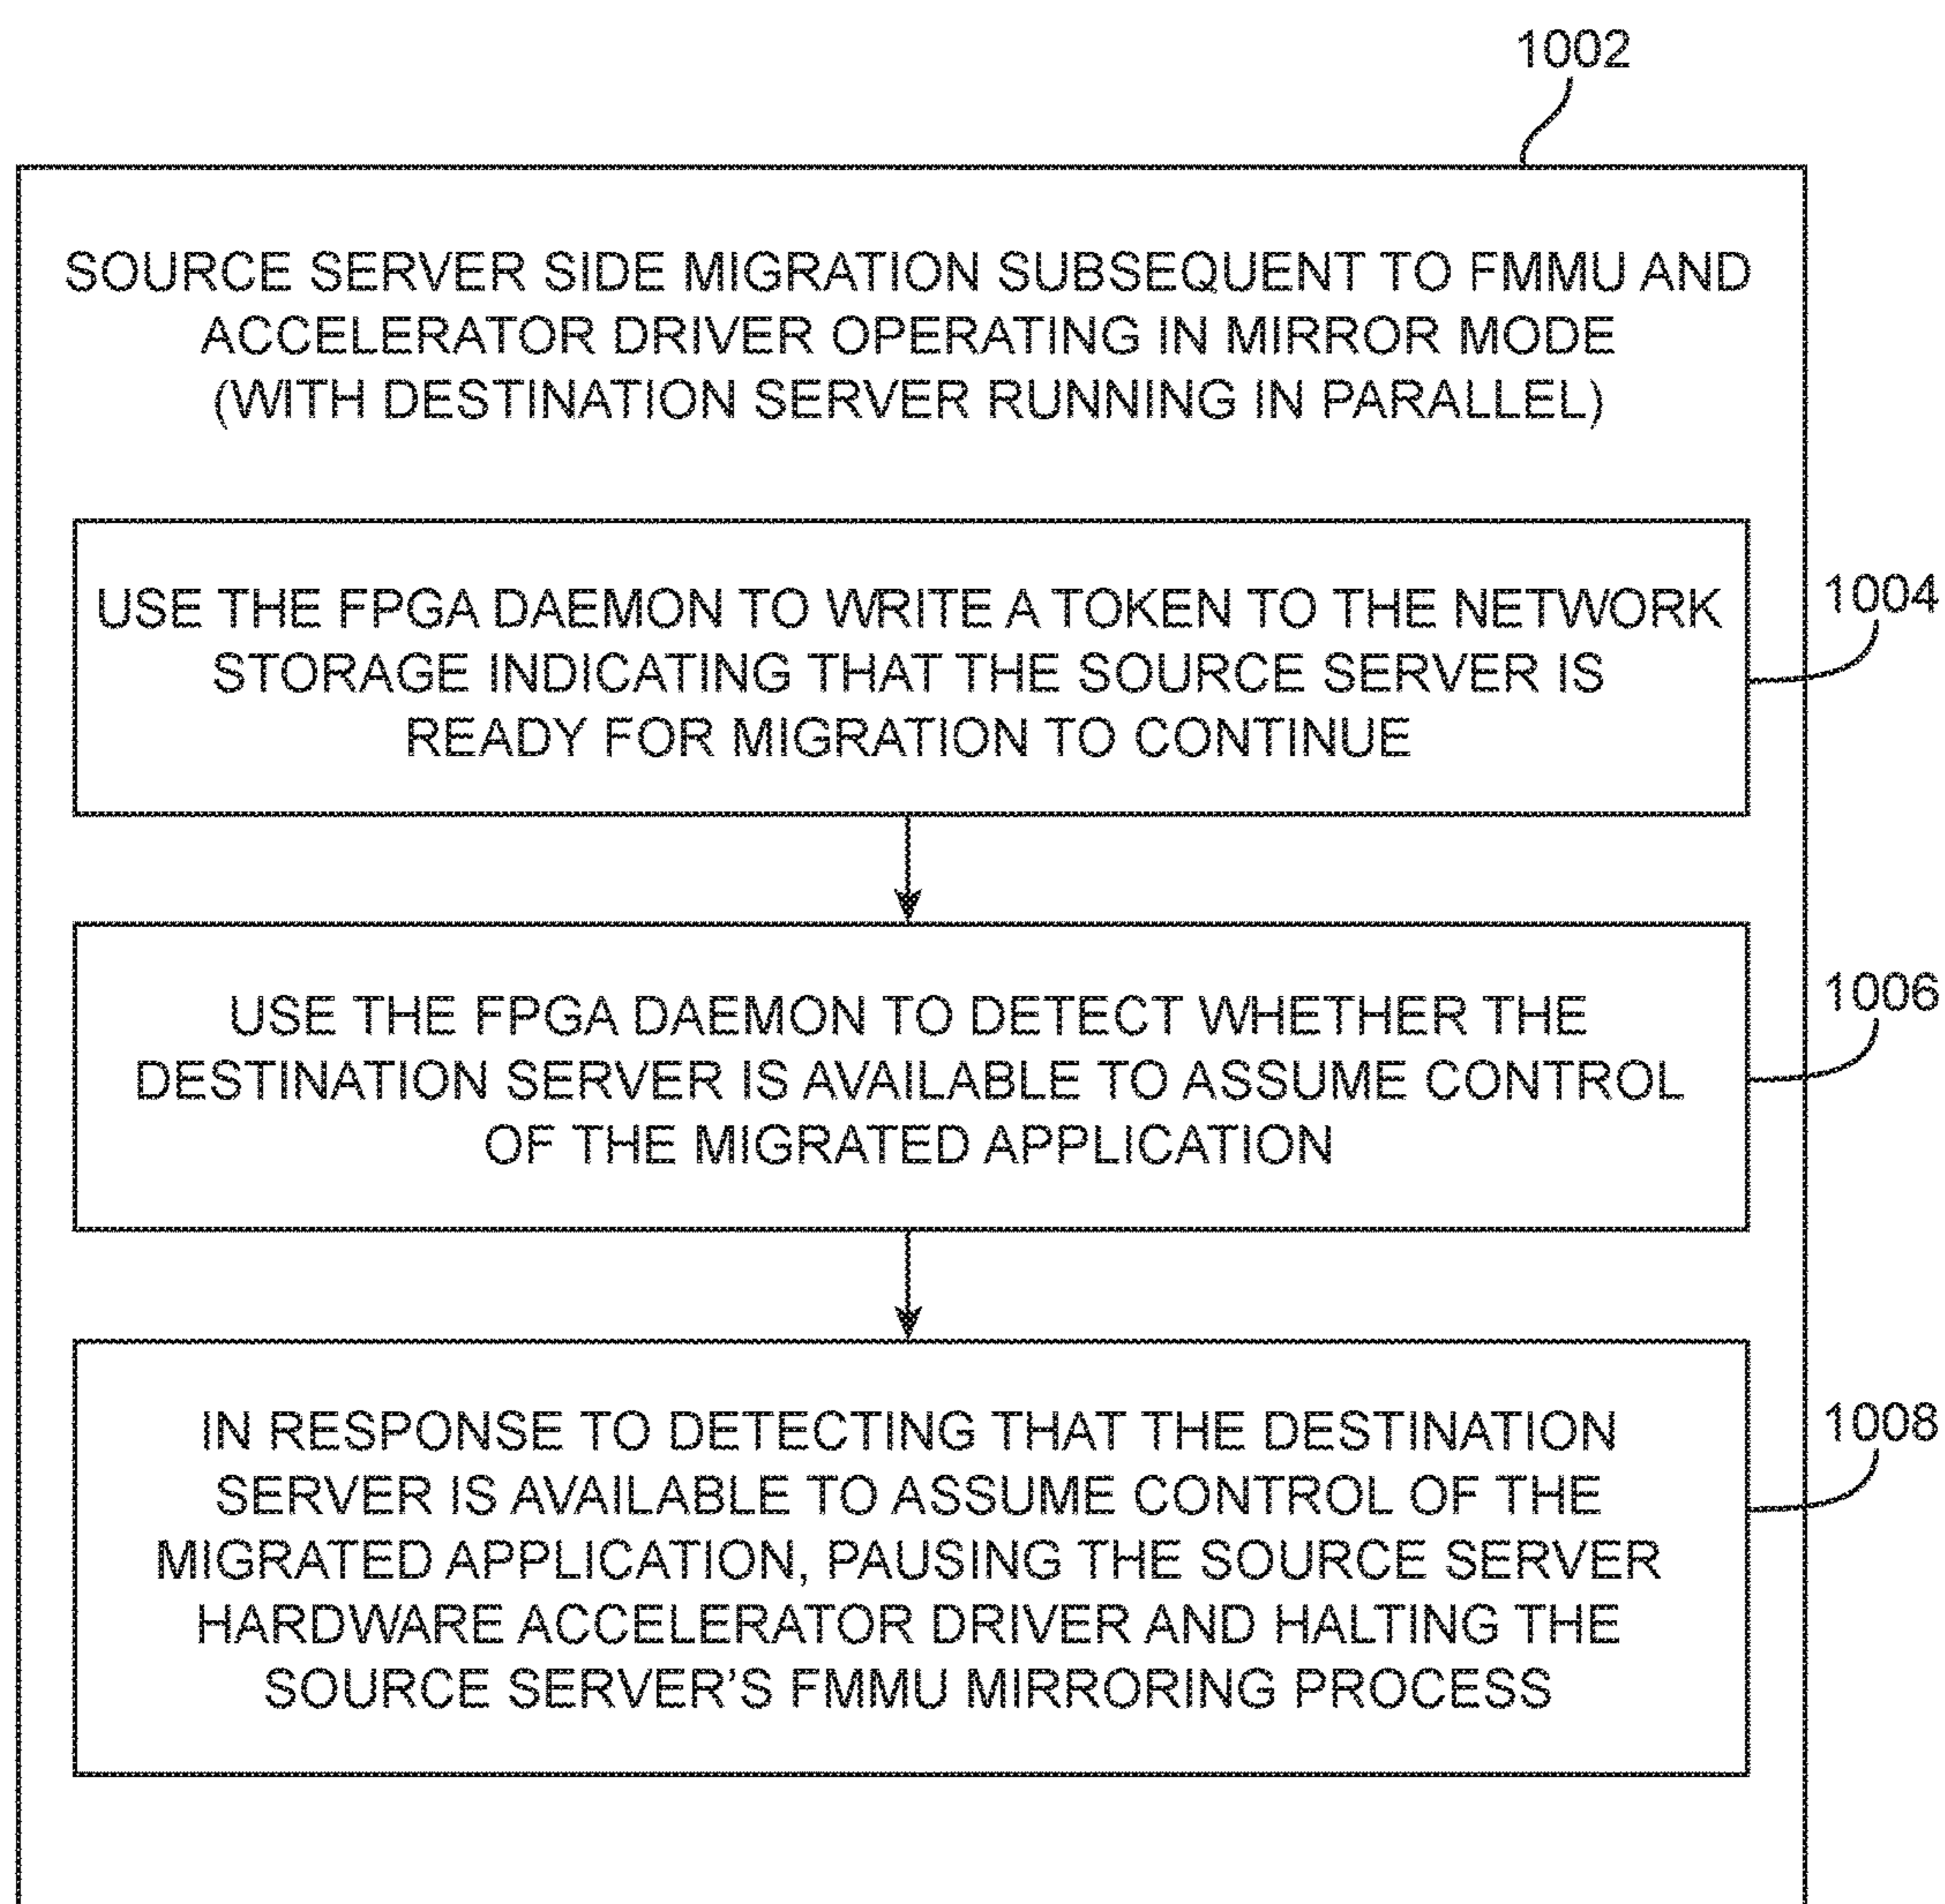 1002
SOURCE SERVER SIDE MIGRATION SUBSEQUENT TO FMMU AND
ACCELERATOR DRIVER OPERATING IN MIRROR MODE
(WITH DESTINATION SERVER RUNNING IN PARALLEL)
USE THE FPGA DAEMON TO WRITE A TOKEN TO THE NETWORK
STORAGE INDICATING THAT THE SOURCE SERVER IS
READY FOR MIGRATION TO CONTINUE
1004
USE THE FPGA DAEMON TO DETECT WHETHER THE
DESTINATION SERVER IS AVAILABLE TO ASSUME CONTROL
OF THE MIGRATED APPLICATION
1006
IN RESPONSE TO DETECTING THAT THE DESTINATION
SERVER IS AVAILABLE TO ASSUME CONTROL OF THE
MIGRATED APPLICATION, PAUSING THE SOURCE SERVER
HARDWARE ACCELERATOR DRIVER AND HALTING THE
SOURCE SERVER'S FMMU MIRRORING PROCESS
1008